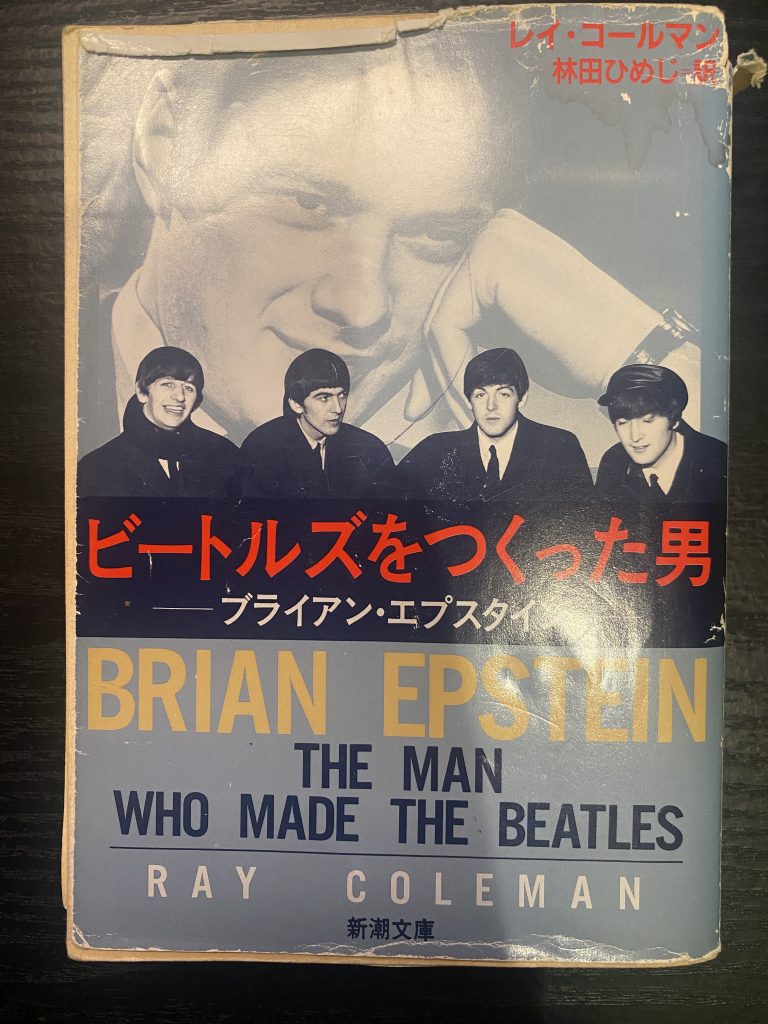 レイ・コールマン
林田ひめじ 訳
ビートルズをつくった男
──ブライアン・エプスタイ
BRIAN EPSTEIN
THE MAN
WHO MADE THE BEATLES
RAY COLEMAN
新潮文庫